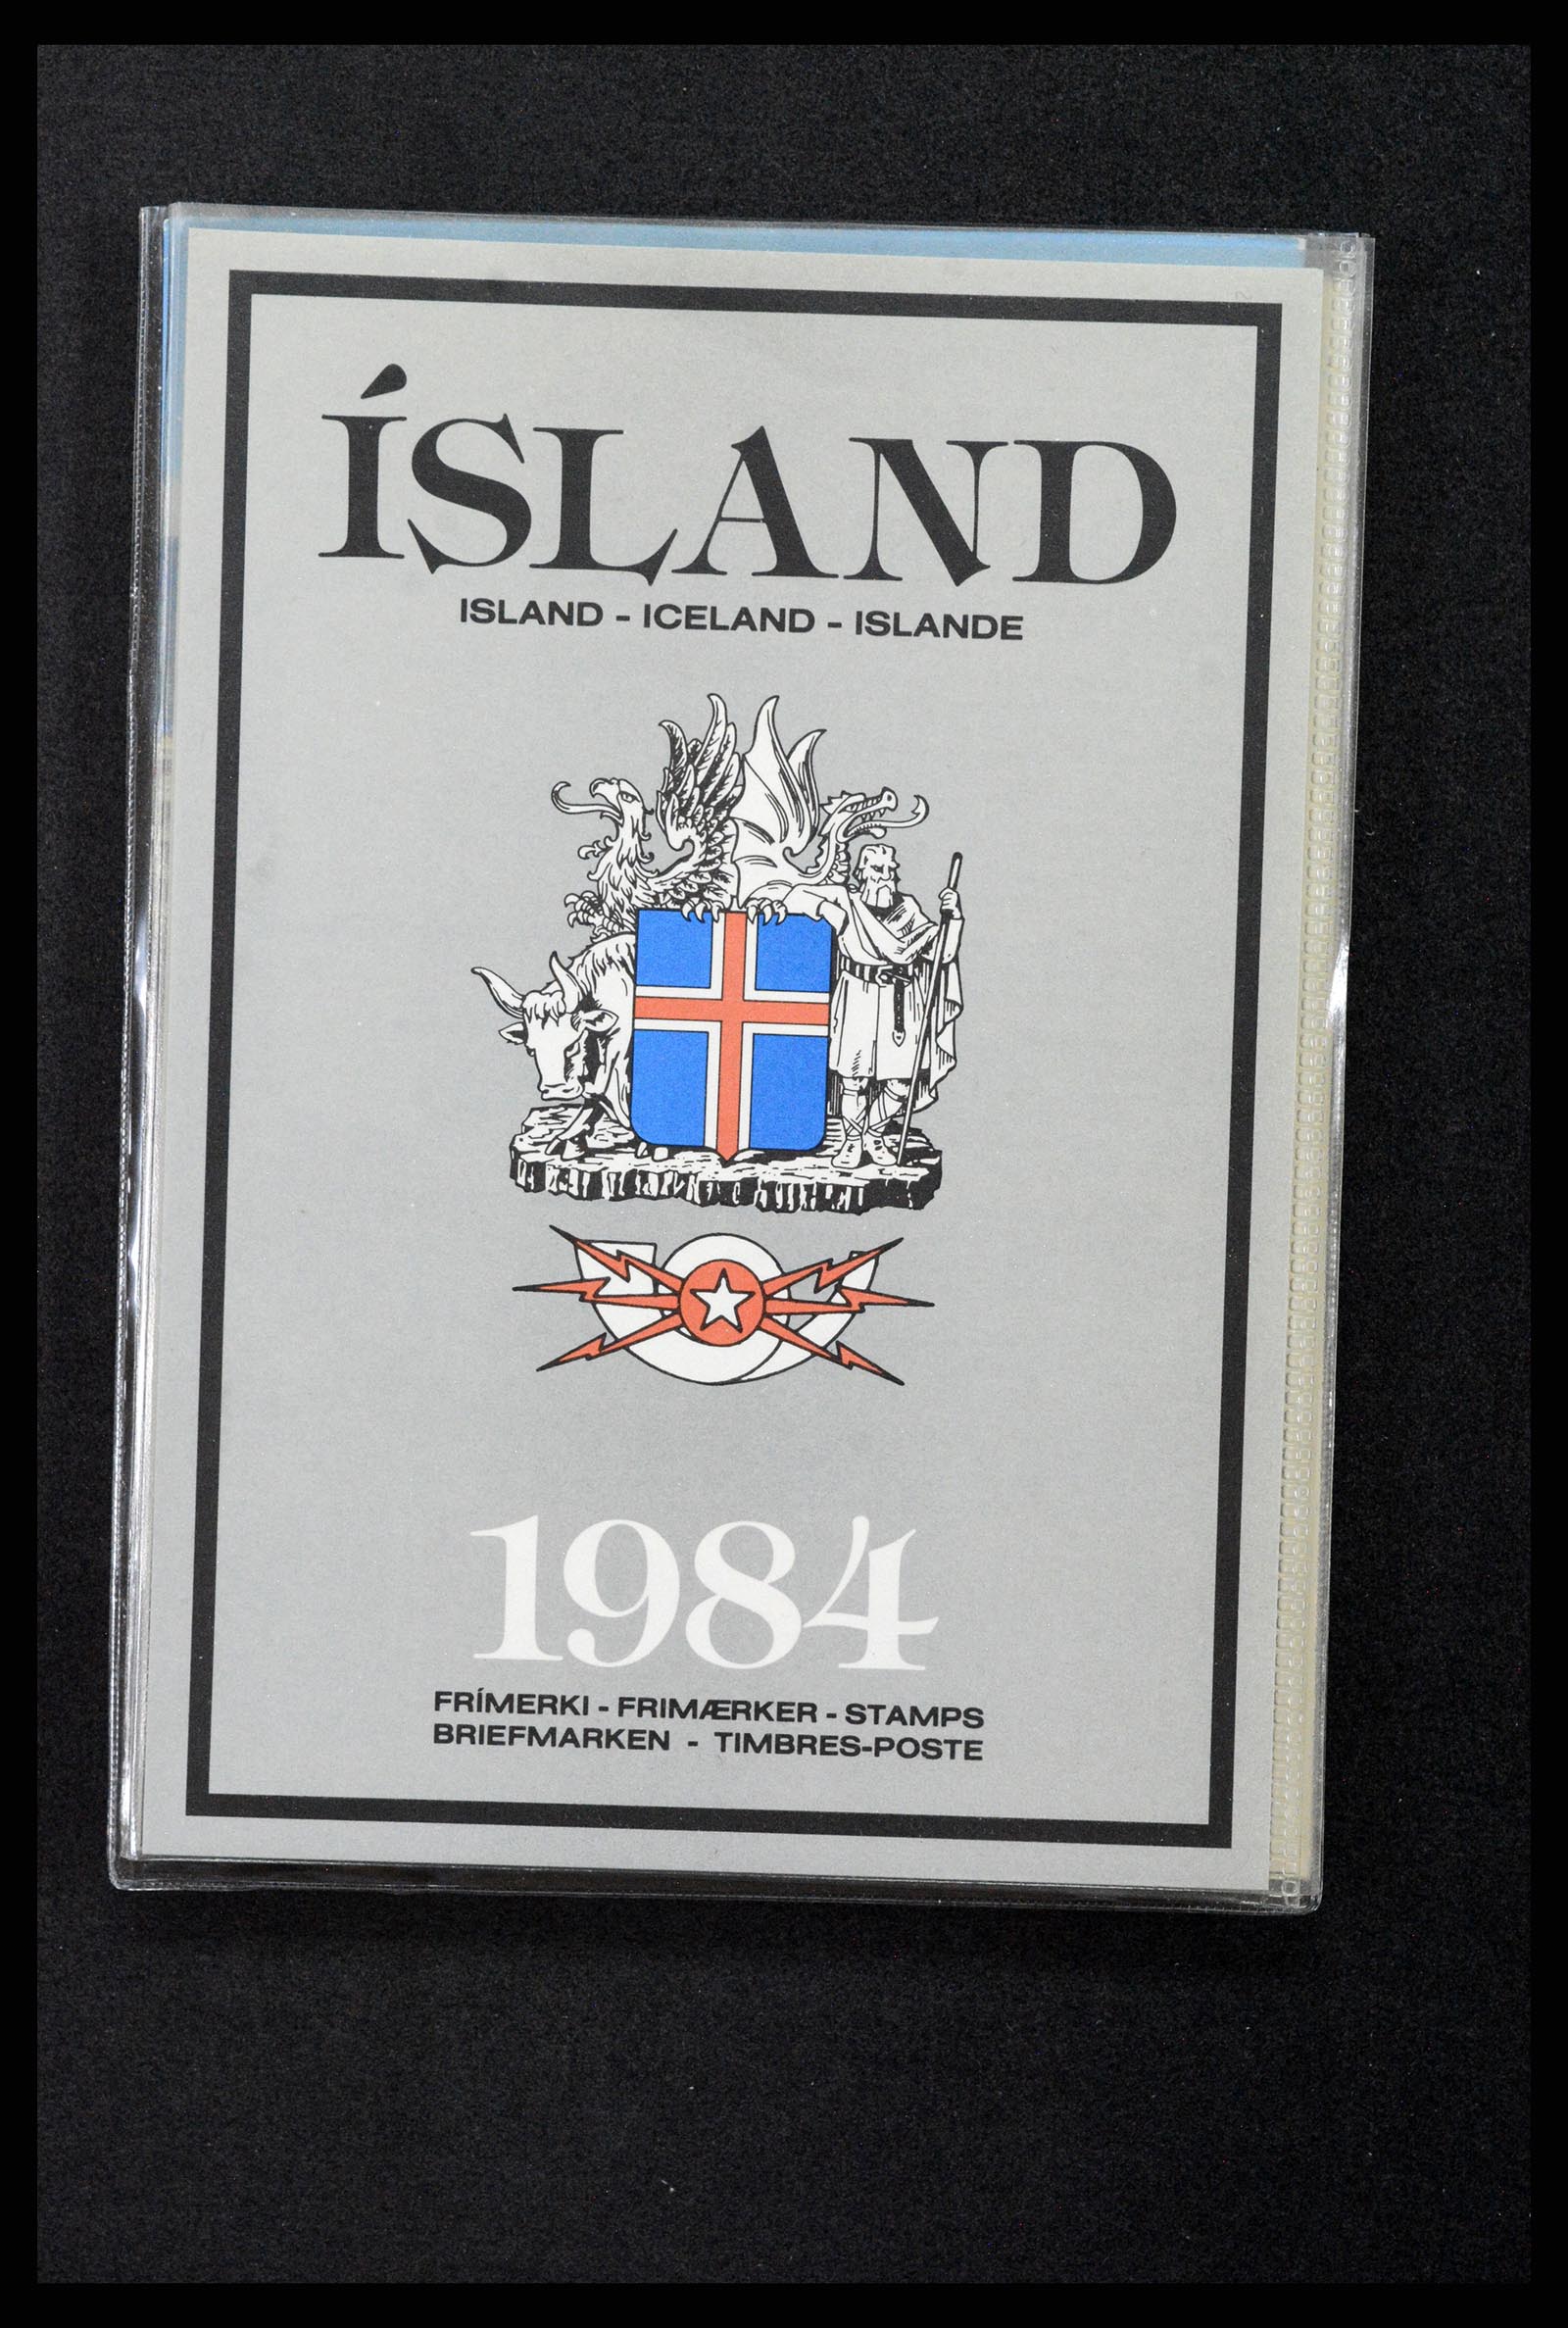 ÍSLAND
ISLAND - ICELAND - ISLANDE
1984
FRÍMERKI - FRIMÆRKER - STAMPS
BRIEFMARKEN - TIMBRES-POSTE